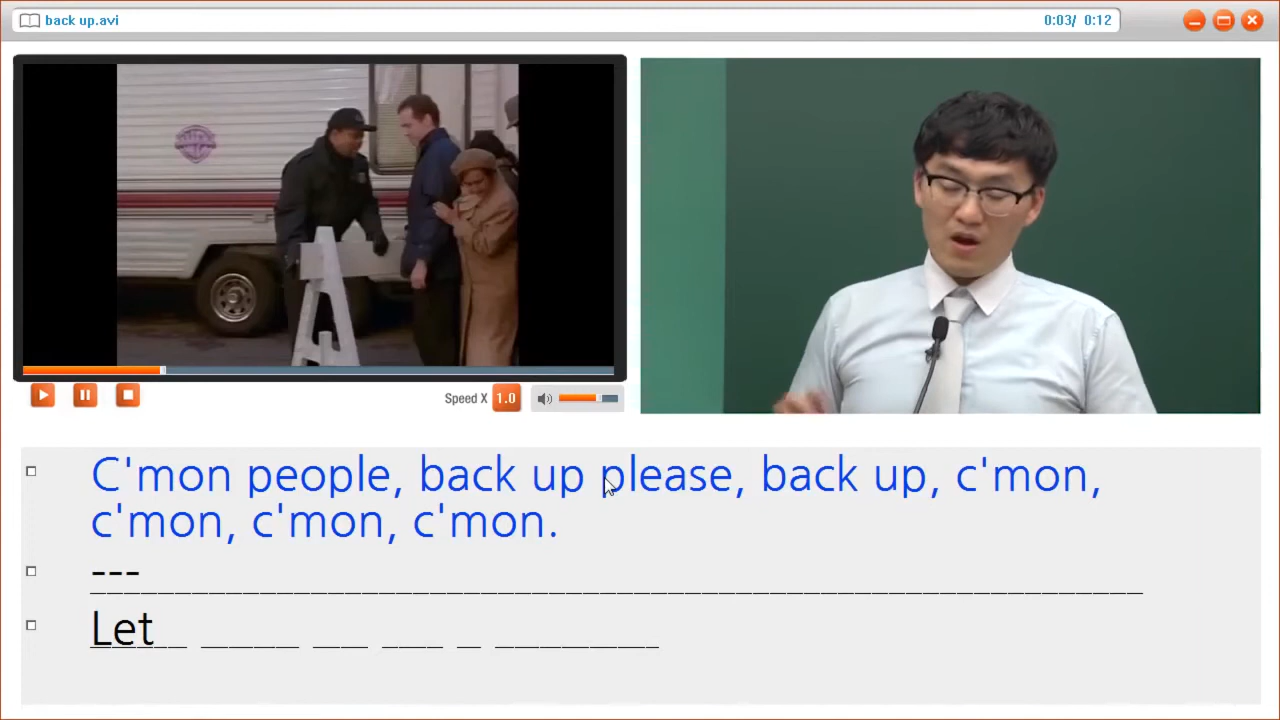 back up.avi
0:03/ 0:12
Speed X 1.0
C'mon people, back up please, back up, c'mon,
c'mon, c'mon, c'mon.
---
Let